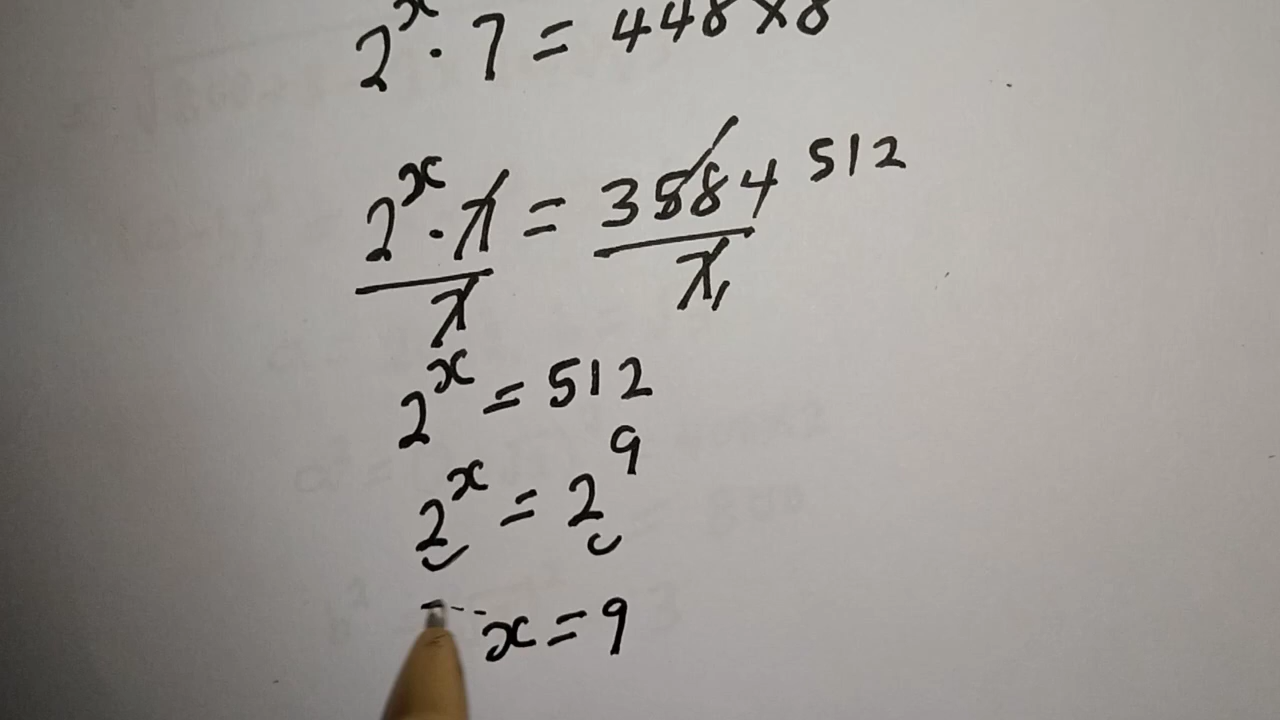 2^x · 7 = 448 × 8
2^x · 7 / 7 = 3584 / 7, 512
2^x = 512
2^x = 2^9
x = 9